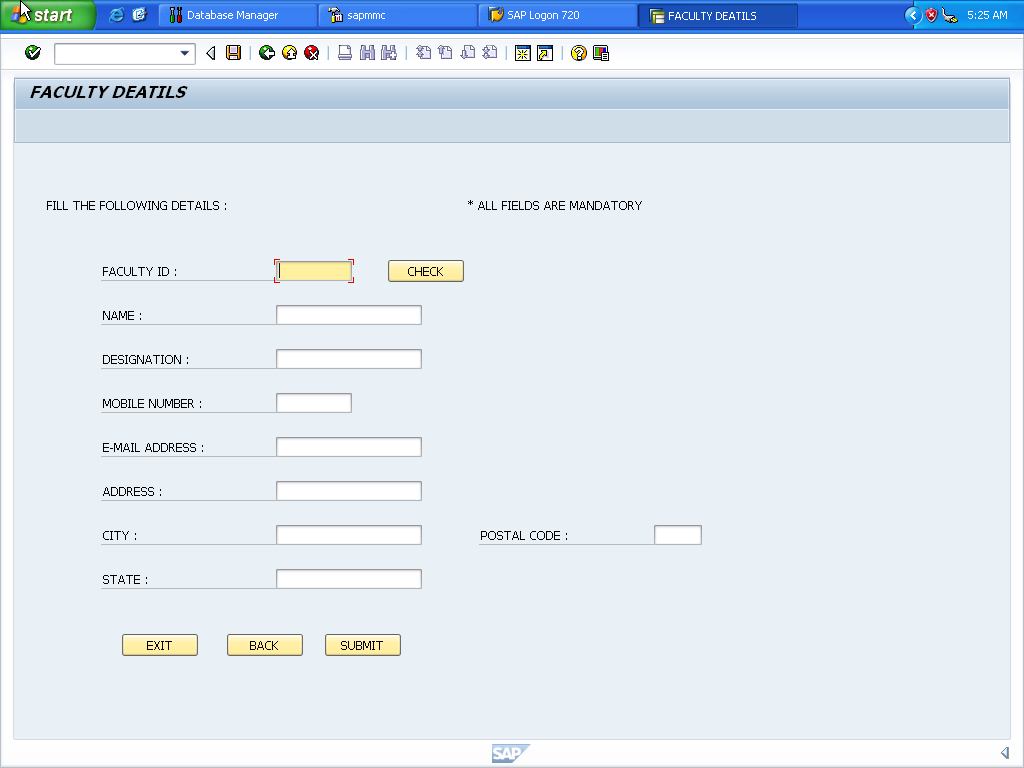 start Database Manager sapmmc SAP Logon 720 FACULTY DEATILS 5:25 AM
FACULTY DEATILS
FILL THE FOLLOWING DETAILS : * ALL FIELDS ARE MANDATORY
FACULTY ID : CHECK
NAME :
DESIGNATION :
MOBILE NUMBER :
E-MAIL ADDRESS :
ADDRESS :
CITY : POSTAL CODE :
STATE :
EXIT BACK SUBMIT
SAP